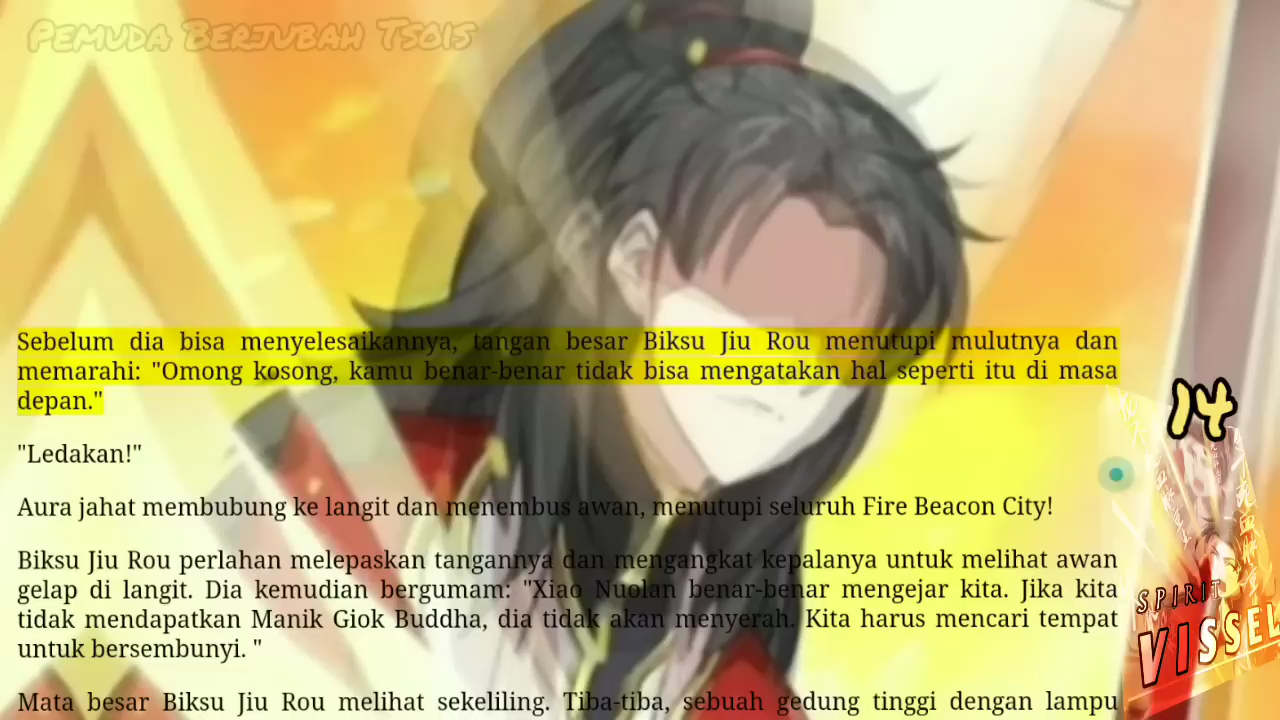 Pemuda Berjubah Tsois
Sebelum dia bisa menyelesaikannya, tangan besar Biksu Jiu Rou menutupi mulutnya dan
memarahi: "Omong kosong, kamu benar-benar tidak bisa mengatakan hal seperti itu di masa
depan."
"Ledakan!"
Aura jahat membubung ke langit dan menembus awan, menutupi seluruh Fire Beacon City!
Biksu Jiu Rou perlahan melepaskan tangannya dan mengangkat kepalanya untuk melihat awan
gelap di langit. Dia kemudian bergumam: "Xiao Nuolan benar-benar mengejar kita. Jika kita
tidak mendapatkan Manik Giok Buddha, dia tidak akan menyerah. Kita harus mencari tempat
untuk bersembunyi. "
Mata besar Biksu Jiu Rou melihat sekeliling. Tiba-tiba, sebuah gedung tinggi dengan lampu
14
SPIRIT
VISSEL